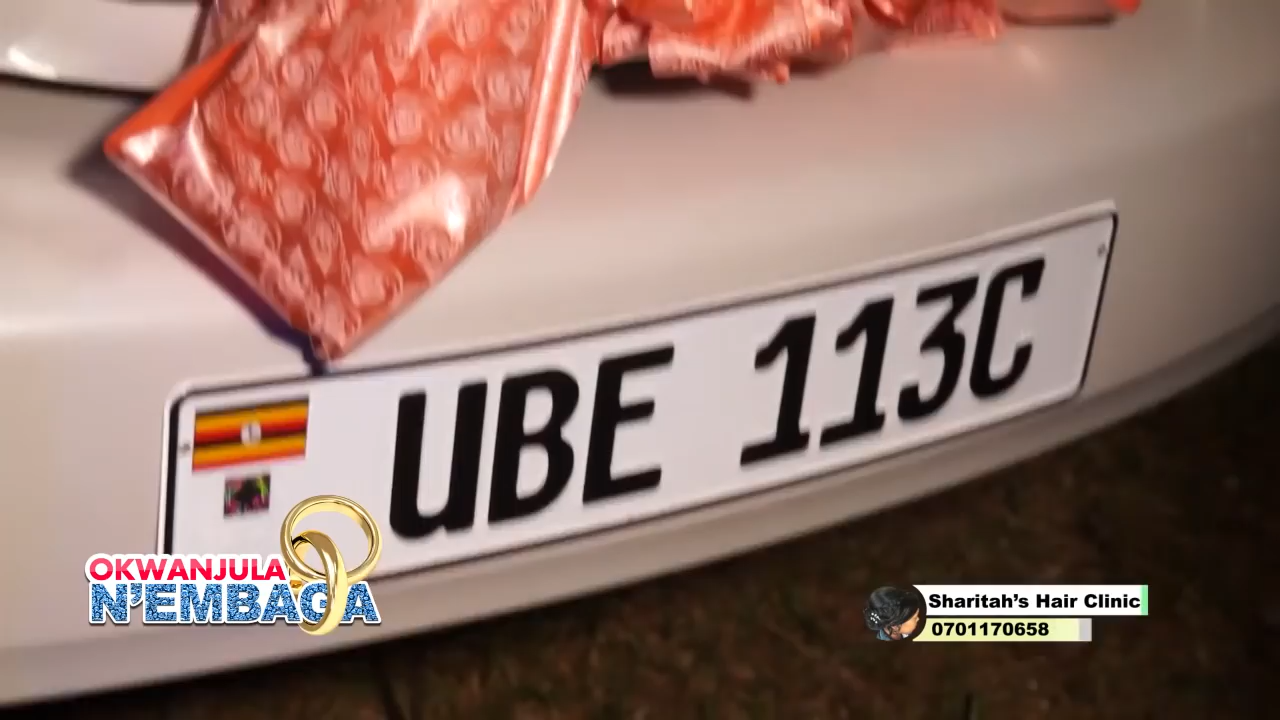 UBE 113C
OKWANJULA
N'EMBAGA
Sharitah's Hair Clinic
0701170658